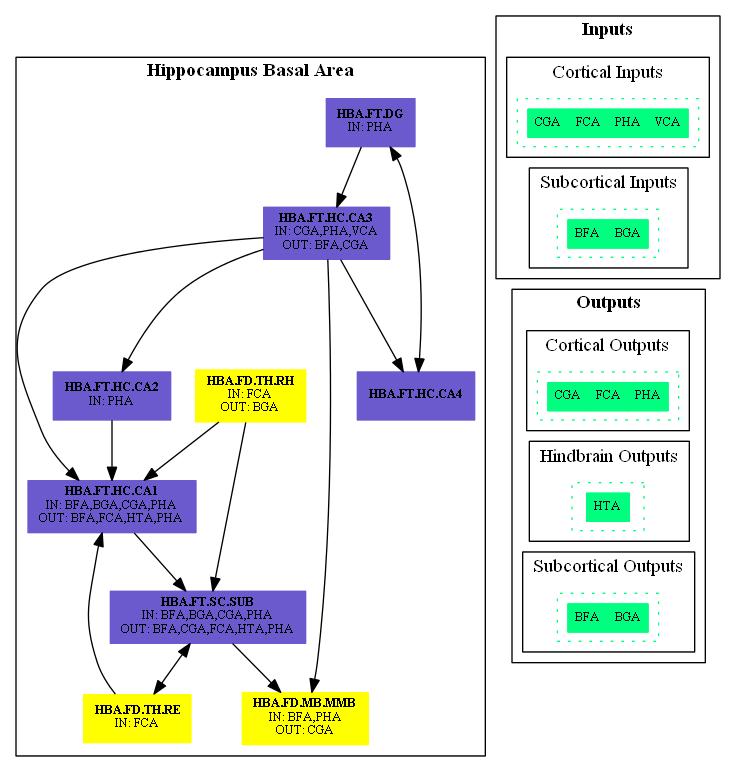 Hippocampus Basal Area
HBA.FT.DG
IN: PHA
HBA.FT.HC.CA3
IN: CGA,PHA,VCA
OUT: BFA,CGA
HBA.FT.HC.CA2
IN: PHA
HBA.FD.TH.RH
IN: FCA
OUT: BGA
HBA.FT.HC.CA4
HBA.FT.HC.CA1
IN: BFA,BGA,CGA,PHA
OUT: BFA,FCA,HTA,PHA
HBA.FT.SC.SUB
IN: BFA,BGA,CGA,PHA
OUT: BFA,CGA,FCA,HTA,PHA
HBA.FD.TH.RE
IN: FCA
HBA.FD.MB.MMB
IN: BFA,PHA
OUT: CGA
Inputs
Cortical Inputs
CGA FCA PHA VCA
Subcortical Inputs
BFA BGA
Outputs
Cortical Outputs
CGA FCA PHA
Hindbrain Outputs
HTA
Subcortical Outputs
BFA BGA